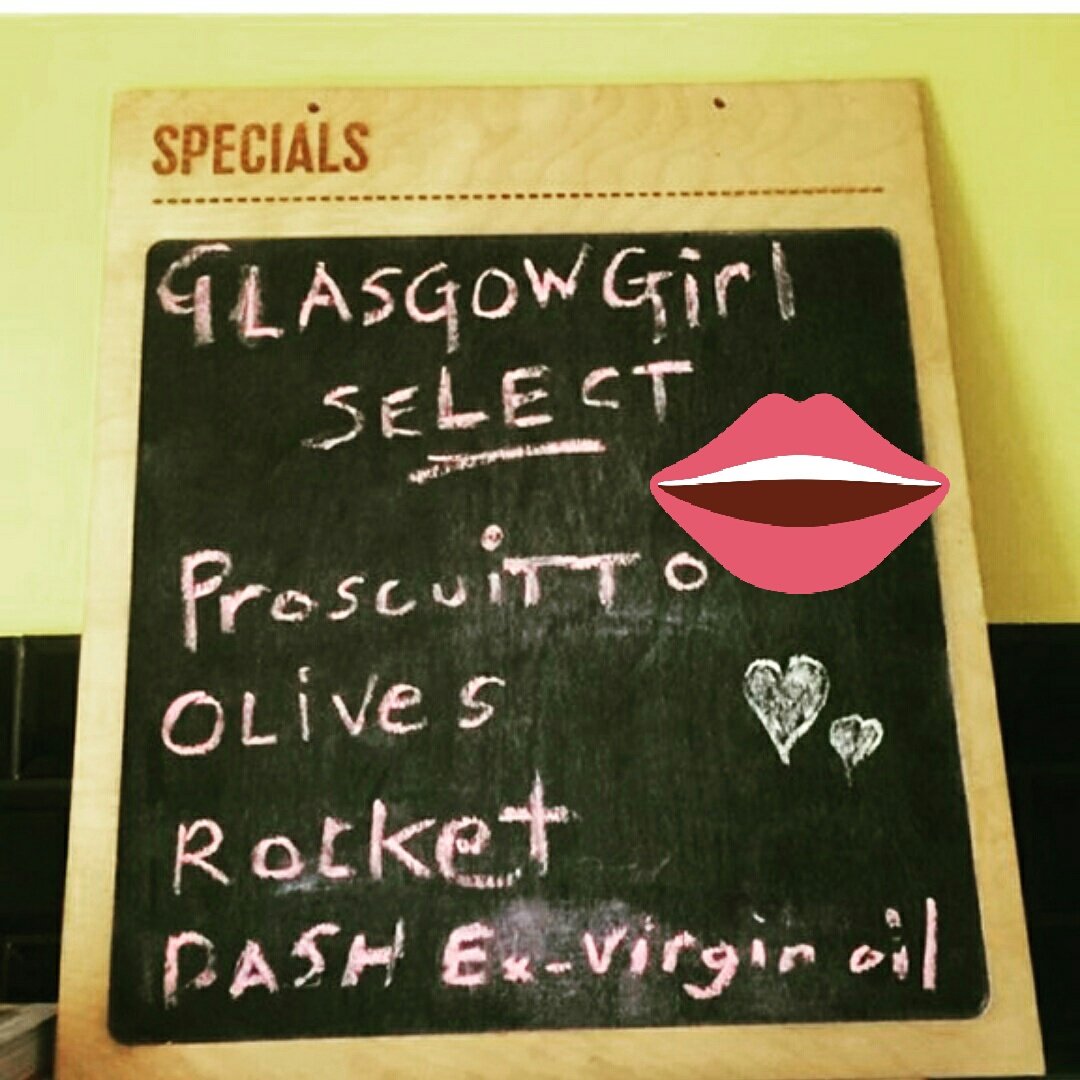 SPECIALS
GLASGOWGirl
SELECT
ProscuiTTO
OLives
Rocket
DASH Ex-Virgin oil